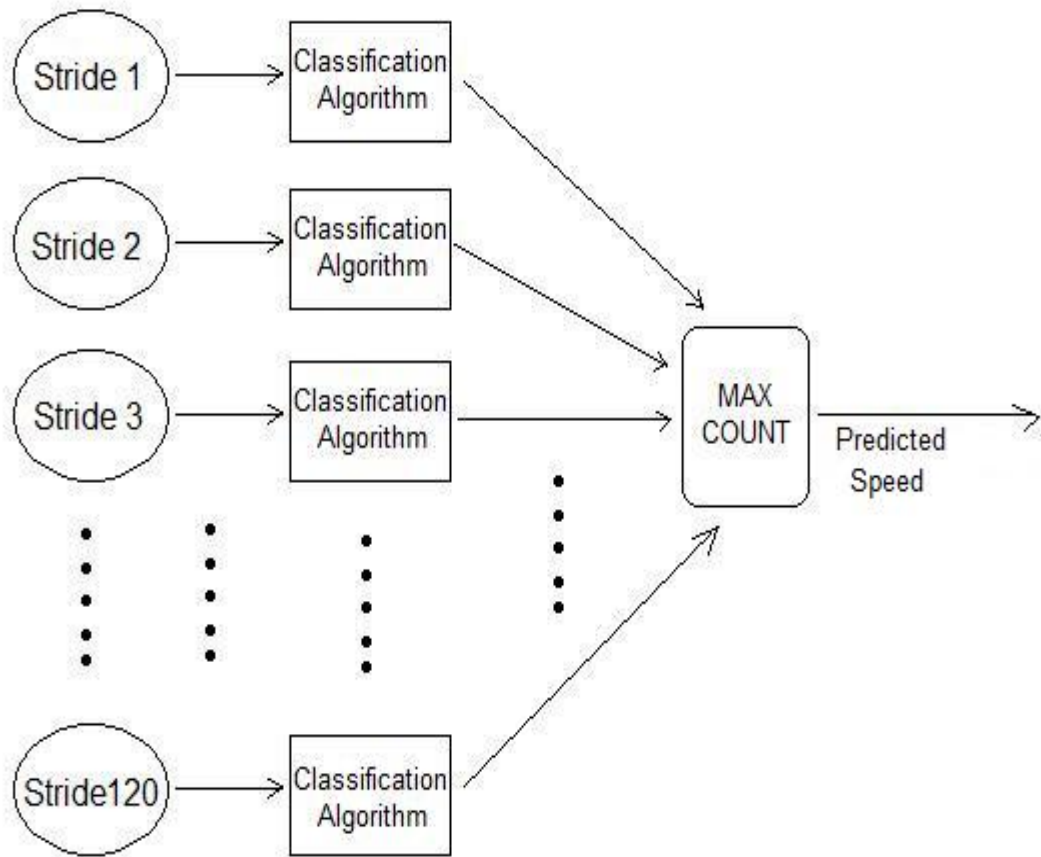 Stride 1
Classification
Algorithm
Stride 2
Classification
Algorithm
Stride 3
Classification
Algorithm
MAX
COUNT
Predicted
Speed
Stride120
Classification
Algorithm